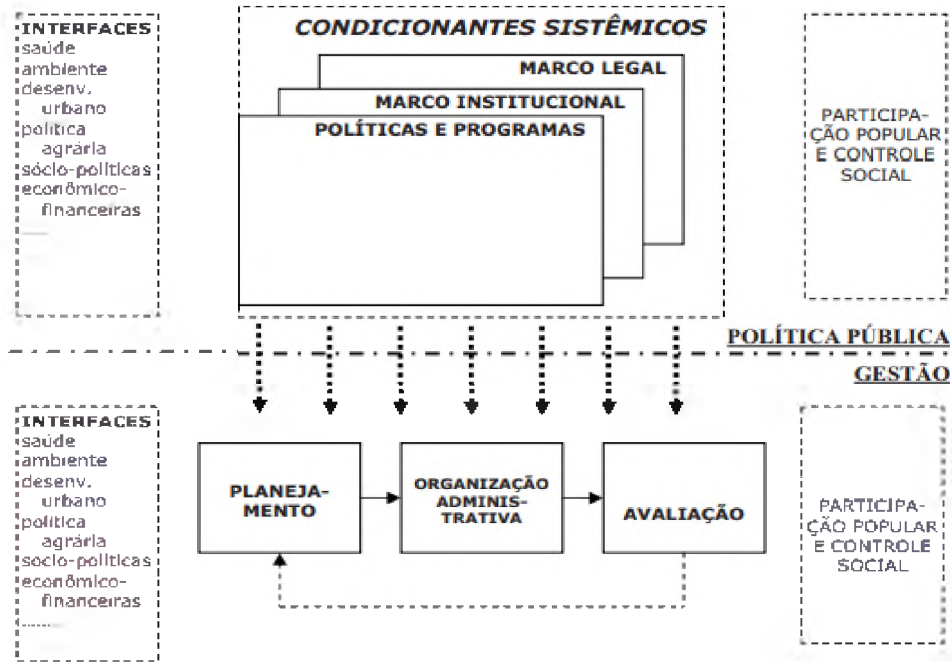 INTERFACES
saúde
ambiente
desenv.
urbano
política
agrária
sócio-políticas
econômico-
financeiras
CONDICIONANTES SISTÊMICOS
MARCO LEGAL
MARCO INSTITUCIONAL
POLÍTICAS E PROGRAMAS
PARTICIPA-
ÇÃO POPULAR
E CONTROLE
SOCIAL
POLÍTICA PÚBLICA
GESTÃO
INTERFACES
saúde
ambiente
desenv.
urbano
política
agrária
socio-políticas
econômico-
financeiras
......
PLANEJA-
MENTO
ORGANIZAÇÃO
ADMINIS-
TRATIVA
AVALIAÇÃO
PARTICIPA-
ÇÃO POPULAR
E CONTROLE
SOCIAL